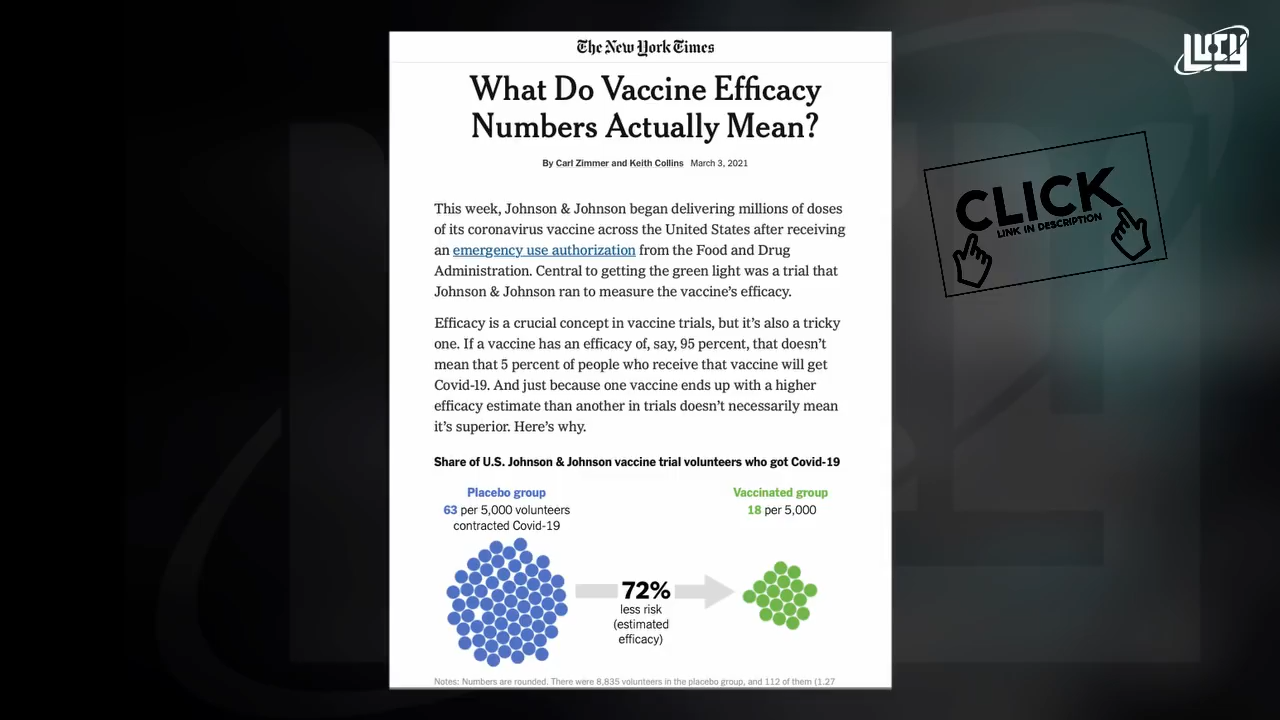 The New York Times
LUCY
What Do Vaccine Efficacy
Numbers Actually Mean?
By Carl Zimmer and Keith Collins March 3, 2021
CLICK
LINK IN DESCRIPTION
This week, Johnson & Johnson began delivering millions of doses
of its coronavirus vaccine across the United States after receiving
an emergency use authorization from the Food and Drug
Administration. Central to getting the green light was a trial that
Johnson & Johnson ran to measure the vaccine’s efficacy.
Efficacy is a crucial concept in vaccine trials, but it’s also a tricky
one. If a vaccine has an efficacy of, say, 95 percent, that doesn’t
mean that 5 percent of people who receive that vaccine will get
Covid-19. And just because one vaccine ends up with a higher
efficacy estimate than another in trials doesn’t necessarily mean
it’s superior. Here’s why.
Share of U.S. Johnson & Johnson vaccine trial volunteers who got Covid-19
Placebo group
63 per 5,000 volunteers
contracted Covid-19
Vaccinated group
18 per 5,000
72%
less risk
(estimated
efficacy)
Notes: Numbers are rounded. There were 8,835 volunteers in the placebo group, and 112 of them (1.27